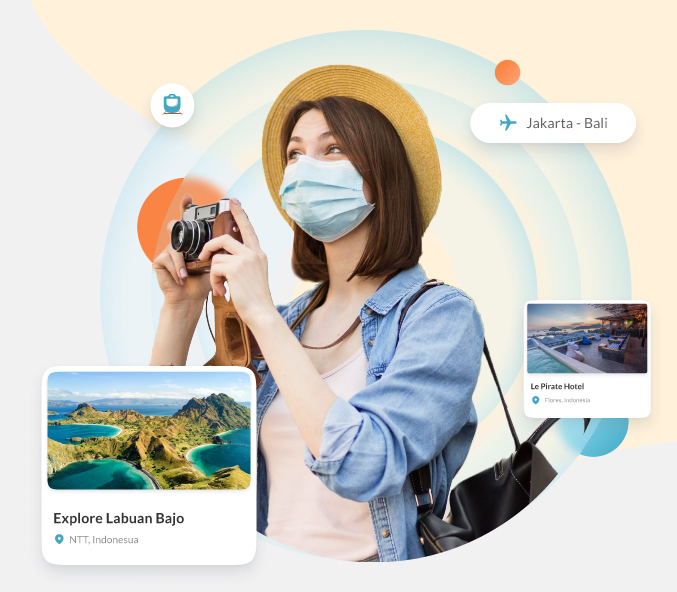 Jakarta - Bali
Le Pirate Hotel
Flores, Indonesia
Explore Labuan Bajo
NTT, Indonesua